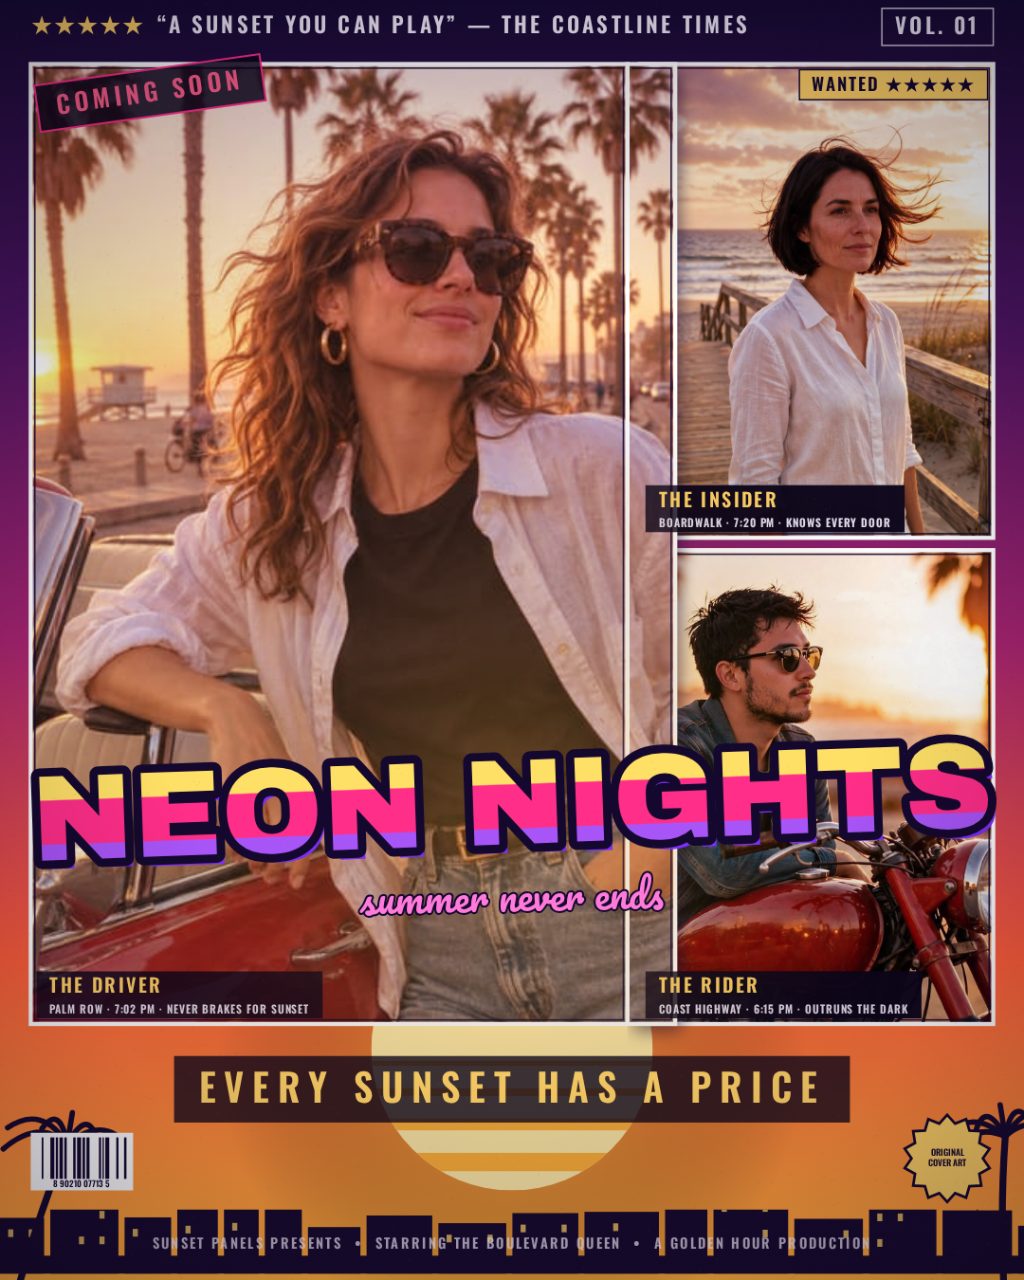 ★★★★★ “A SUNSET YOU CAN PLAY” — THE COASTLINE TIMES
VOL. 01
COMING SOON
WANTED ★★★★★
THE INSIDER
BOARDWALK · 7:20 PM · KNOWS EVERY DOOR
NEON NIGHTS
summer never ends
THE DRIVER
PALM ROW · 7:02 PM · NEVER BRAKES FOR SUNSET
THE RIDER
COAST HIGHWAY · 6:15 PM · OUTRUNS THE DARK
EVERY SUNSET HAS A PRICE
8 90210 07713 5
ORIGINAL
COVER ART
SUNSET PANELS PRESENTS • STARRING THE BOULEVARD QUEEN • A GOLDEN HOUR PRODUCTION